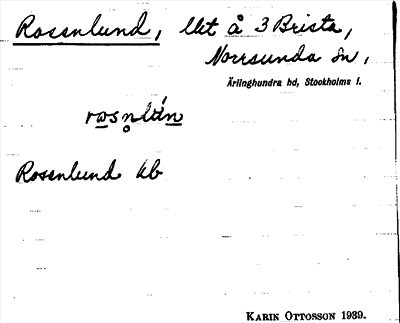 Rosenlund, lht å 3 Brista,
Norrsunda sn,
Ärlinghundra hd, Stockholms l.
Rosenlund kb
KARIN OTTOSSON 1939.